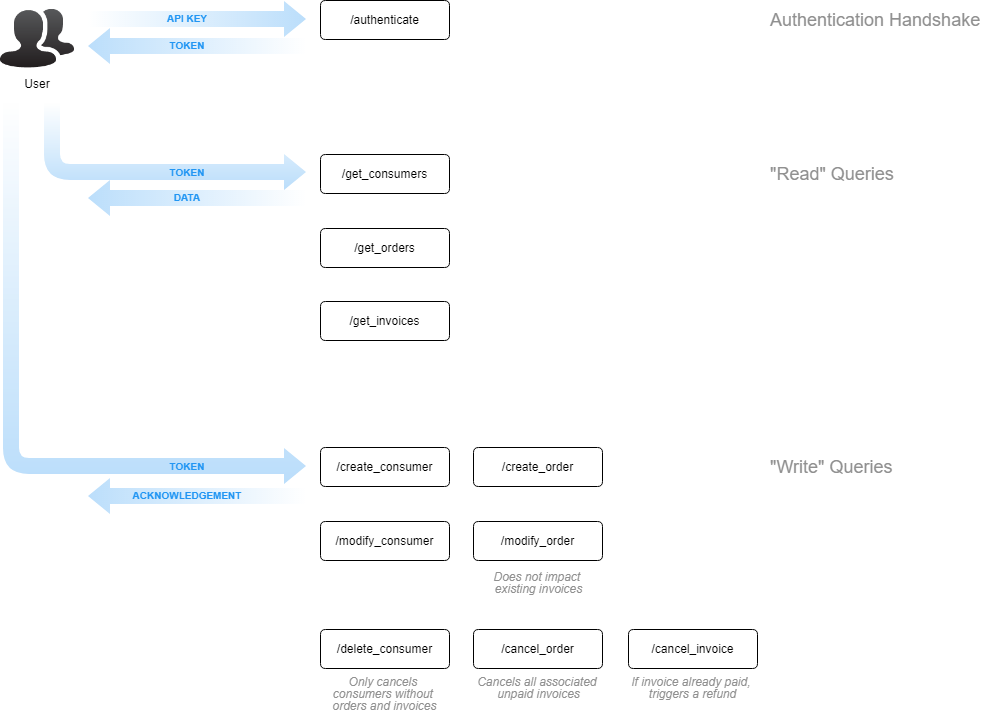 API KEY
/authenticate
Authentication Handshake
TOKEN
User
TOKEN
/get_consumers
"Read" Queries
DATA
/get_orders
/get_invoices
TOKEN
/create_consumer
/create_order
"Write" Queries
ACKNOWLEDGEMENT
/modify_consumer
/modify_order
Does not impact
existing invoices
/delete_consumer
/cancel_order
/cancel_invoice
Only cancels
consumers without
orders and invoices
Cancels all associated
unpaid invoices
If invoice already paid,
triggers a refund